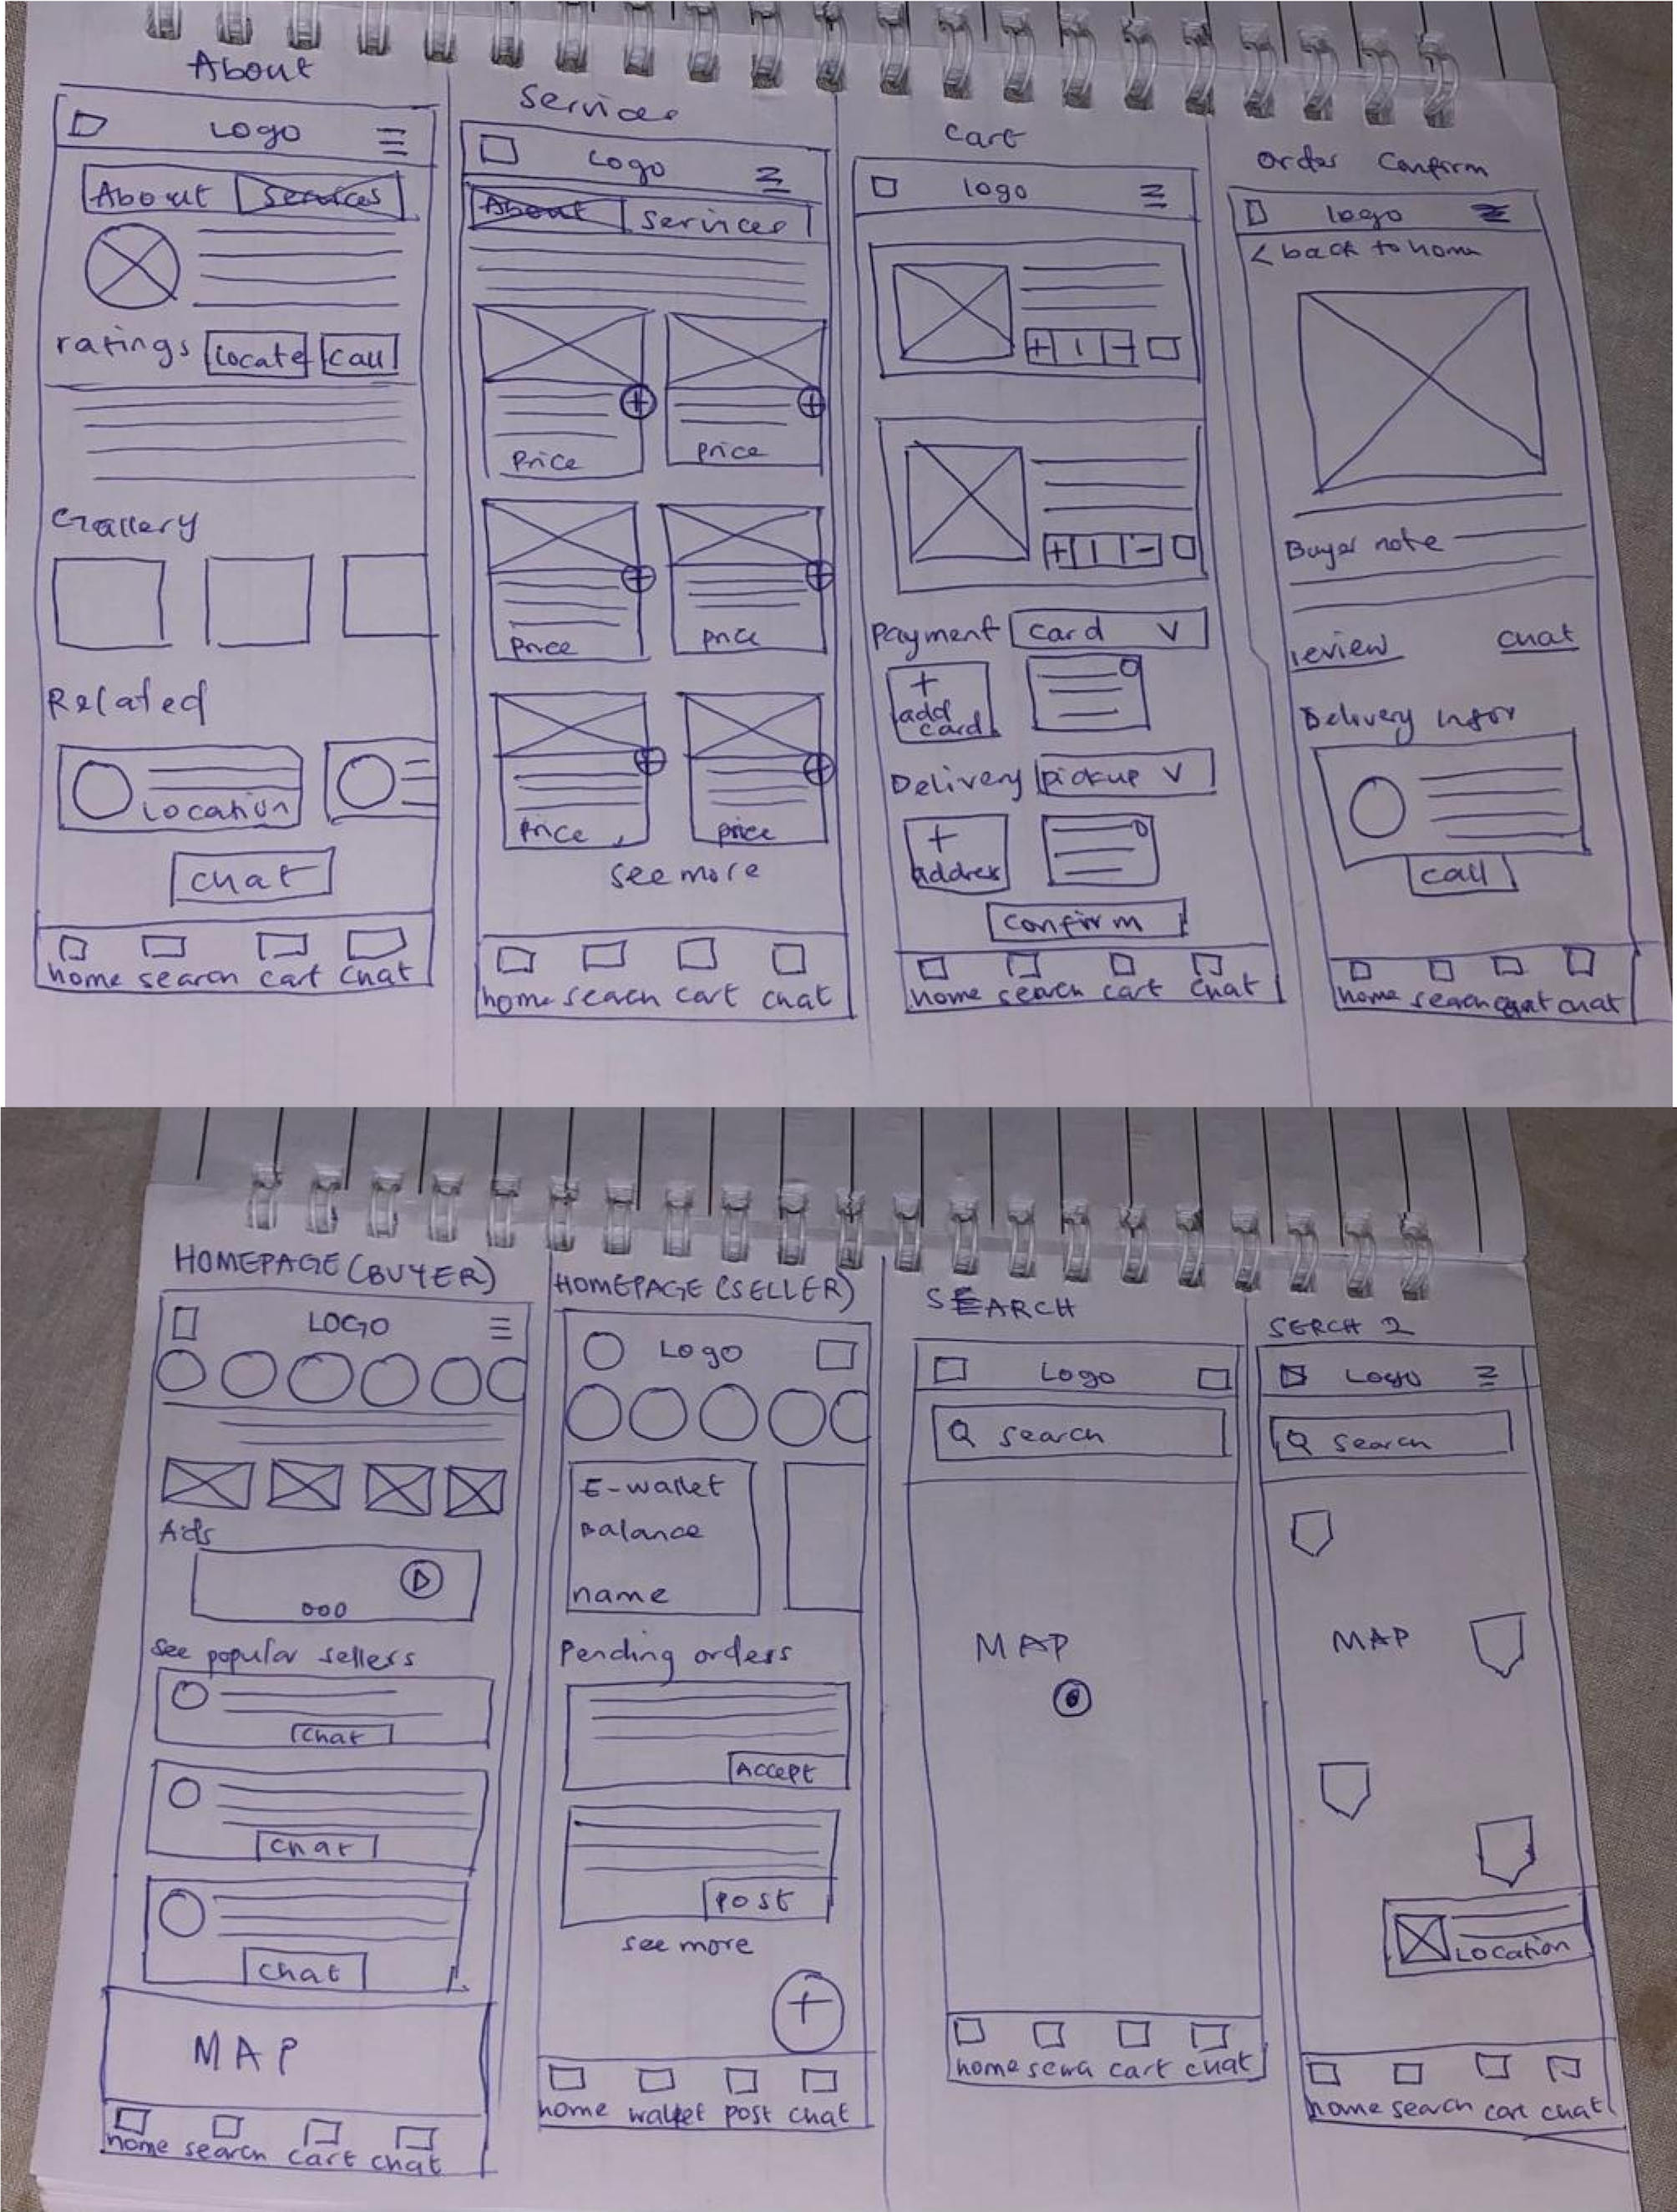 About
Logo
About Services
ratings Locate Call
Gallery
Related
Location
chat
home search cart chat
Services
Logo
About Services
Price Price
Price Price
Price Price
see more
home search cart chat
Cart
logo
+ 1 -
+ 1 -
Payment card V
+
add
card
Delivery pickup V
+
address
Confirm
home search cart chat
Order Confirm
logo
< back to home
Buyer note
review chat
Delivery infor
call
home search cart chat
HOMEPAGE (BUYER)
LOGO
Ads
ooo
See popular sellers
Chat
Chat
Chat
MAP
home search cart chat
HOMEPAGE (SELLER)
Logo
E-wallet
Balance
name
Pending orders
Accept
Post
see more
+
home wallet post chat
SEARCH
Logo
Q search
MAP
home cart chat
SERCH 2
Logo
Q search
MAP
Location
home search cart chat